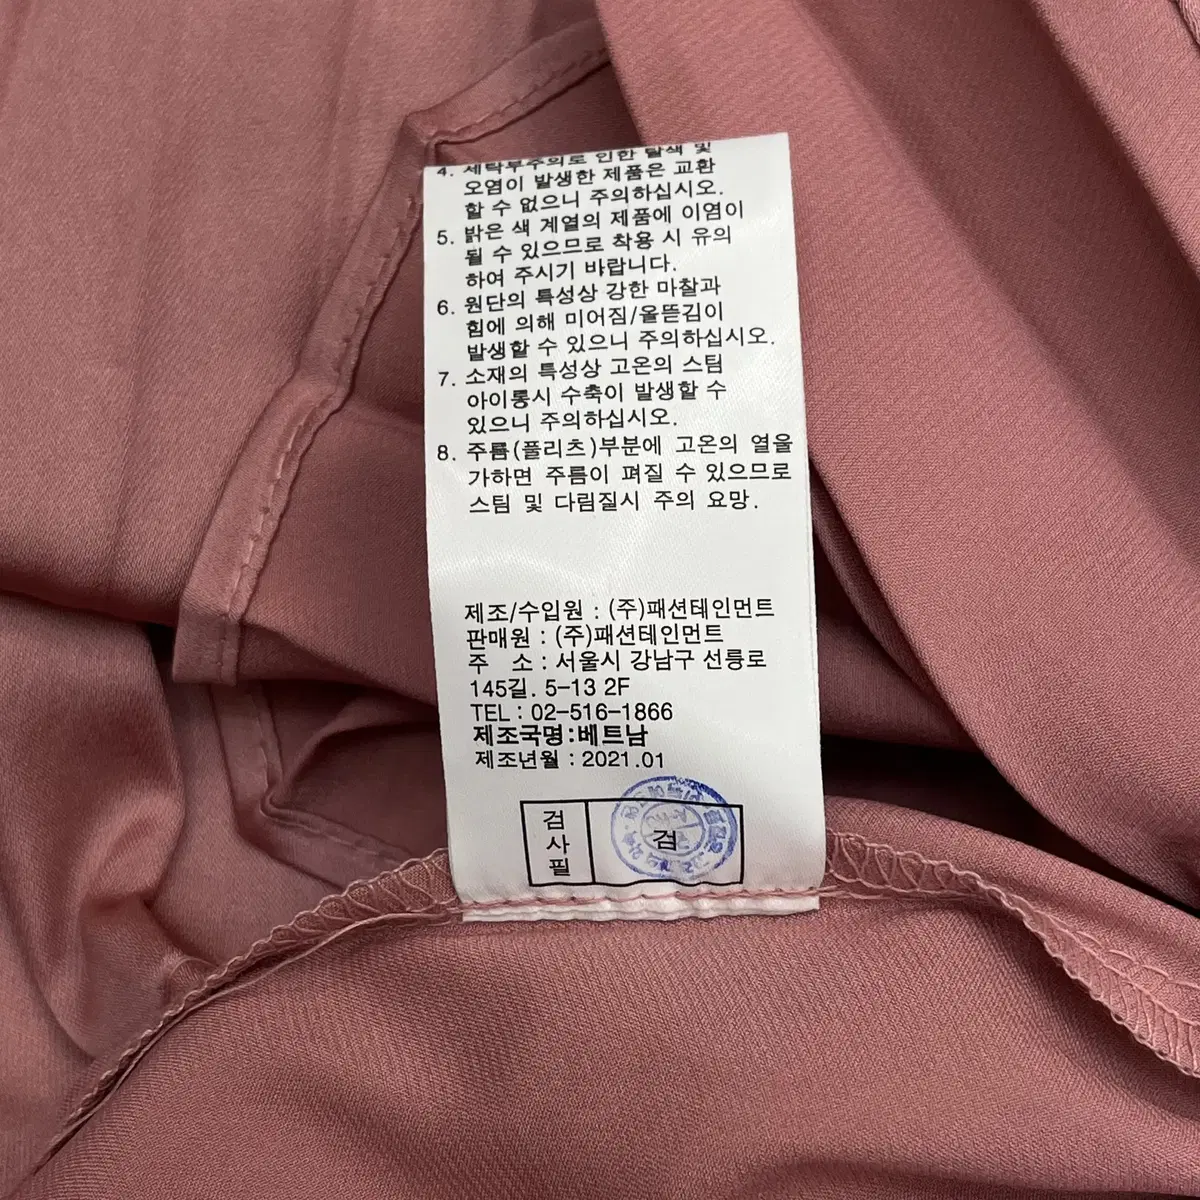 4. 세탁부주의로 인한 탈색 및
오염이 발생한 제품은 교환
할 수 없으니 주의하십시오.
5. 밝은 색 계열의 제품에 이염이
될 수 있으므로 착용 시 유의
하여 주시기 바랍니다.
6. 원단의 특성상 강한 마찰과
힘에 의해 미어짐/올뜯김이
발생할 수 있으니 주의하십시오.
7. 소재의 특성상 고온의 스팀
아이롱시 수축이 발생할 수
있으니 주의하십시오.
8. 주름(플리츠)부분에 고온의 열을
가하면 주름이 펴질 수 있으므로
스팀 및 다림질시 주의 요망.
제조/수입원 : (주)패션테인먼트
판매원 : (주)패션테인먼트
주 소 : 서울시 강남구 선릉로
145길. 5-13 2F
TEL : 02-516-1866
제조국명:베트남
제조년월 : 2021.01
검사필
검